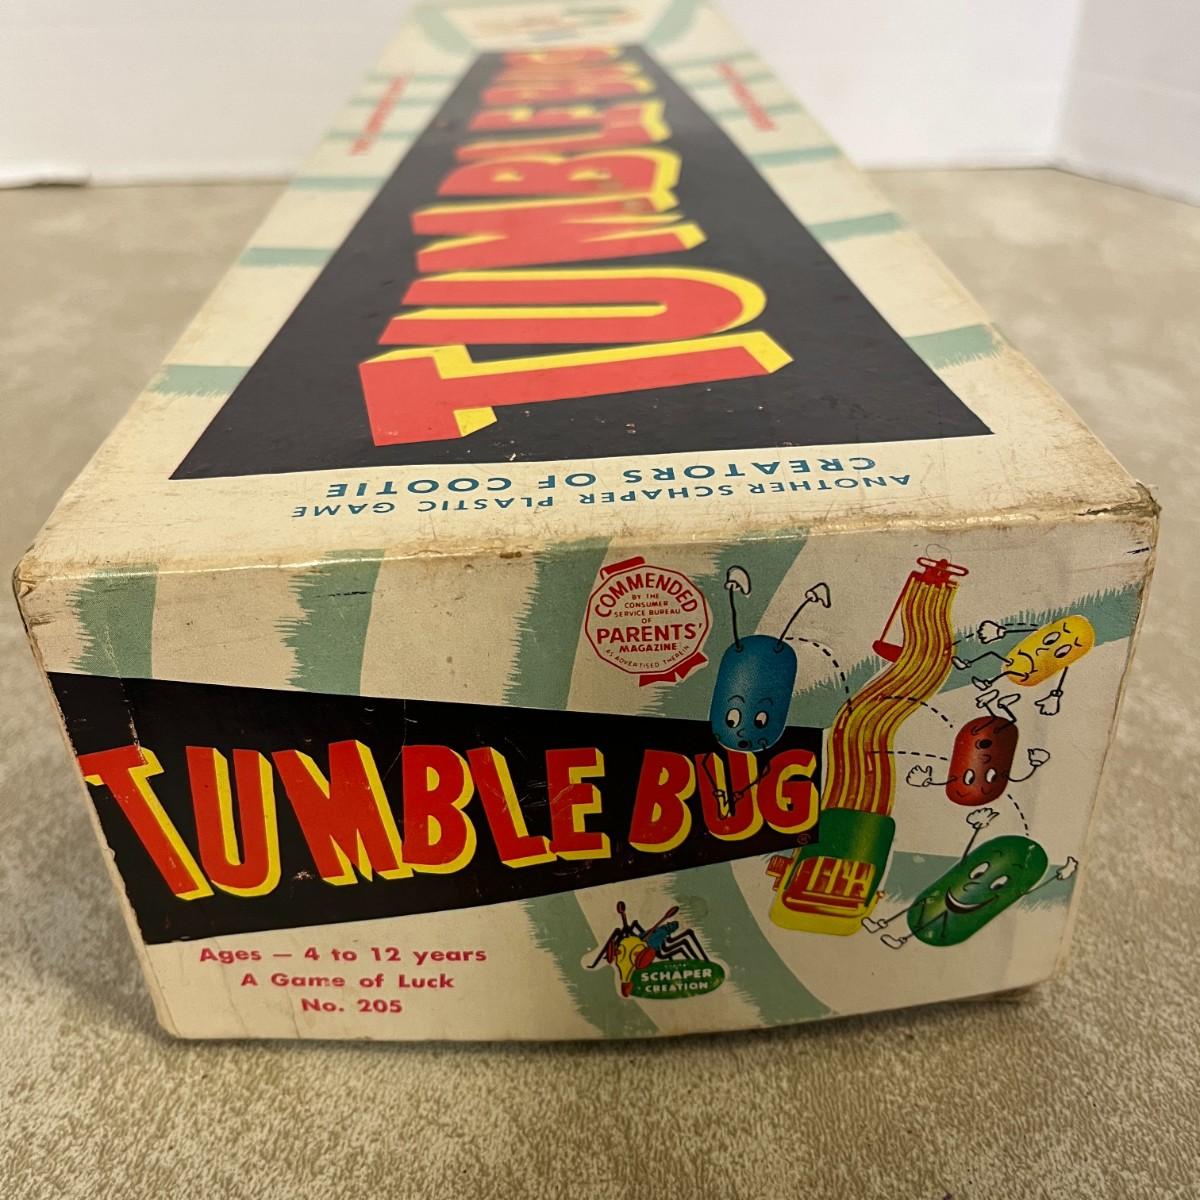 TUMBLE BUG
ANOTHER SCHAPER PLASTIC GAME
CREATORS OF COOTIE
COMMENDED
BY THE
CONSUMER
SERVICE BUREAU
OF
PARENTS'
MAGAZINE
AS ADVERTISED THEREIN
TUMBLE BUG
Ages — 4 to 12 years
A Game of Luck
No. 205
SCHAPER
CREATION